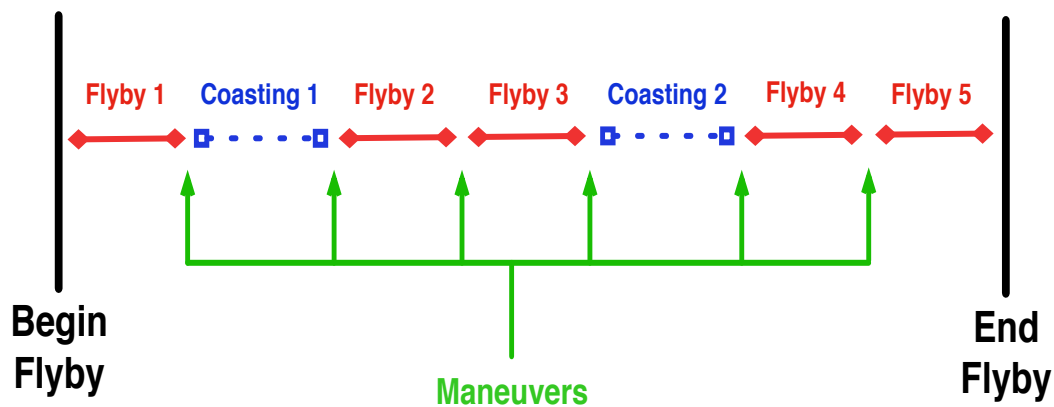 Flyby 1
Coasting 1
Flyby 2
Flyby 3
Coasting 2
Flyby 4
Flyby 5
Begin
Flyby
End
Flyby
Maneuvers